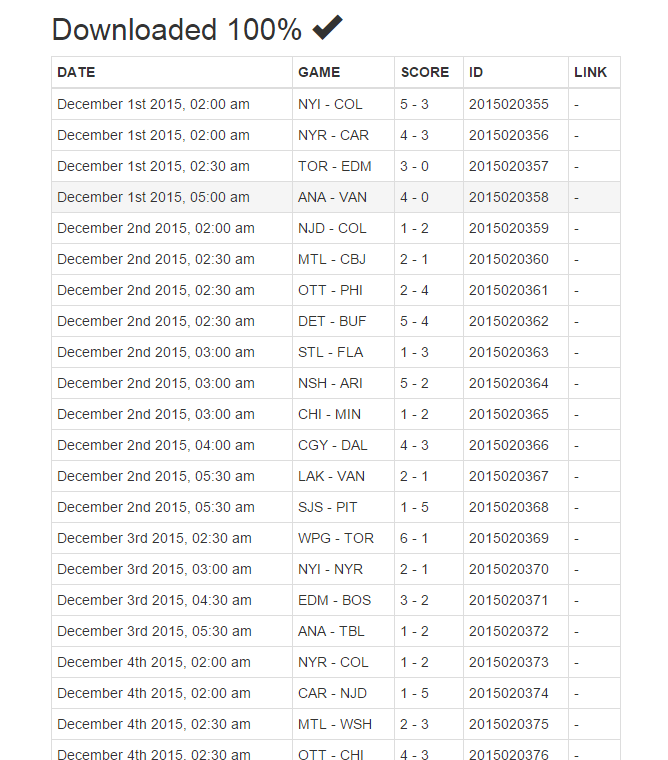 Downloaded 100% ✔
DATE GAME SCORE ID LINK
December 1st 2015, 02:00 am NYI - COL 5 - 3 2015020355 -
December 1st 2015, 02:00 am NYR - CAR 4 - 3 2015020356 -
December 1st 2015, 02:30 am TOR - EDM 3 - 0 2015020357 -
December 1st 2015, 05:00 am ANA - VAN 4 - 0 2015020358 -
December 2nd 2015, 02:00 am NJD - COL 1 - 2 2015020359 -
December 2nd 2015, 02:30 am MTL - CBJ 2 - 1 2015020360 -
December 2nd 2015, 02:30 am OTT - PHI 2 - 4 2015020361 -
December 2nd 2015, 02:30 am DET - BUF 5 - 4 2015020362 -
December 2nd 2015, 03:00 am STL - FLA 1 - 3 2015020363 -
December 2nd 2015, 03:00 am NSH - ARI 5 - 2 2015020364 -
December 2nd 2015, 03:00 am CHI - MIN 1 - 2 2015020365 -
December 2nd 2015, 04:00 am CGY - DAL 4 - 3 2015020366 -
December 2nd 2015, 05:30 am LAK - VAN 2 - 1 2015020367 -
December 2nd 2015, 05:30 am SJS - PIT 1 - 5 2015020368 -
December 3rd 2015, 02:30 am WPG - TOR 6 - 1 2015020369 -
December 3rd 2015, 03:00 am NYI - NYR 2 - 1 2015020370 -
December 3rd 2015, 04:30 am EDM - BOS 3 - 2 2015020371 -
December 3rd 2015, 05:30 am ANA - TBL 1 - 2 2015020372 -
December 4th 2015, 02:00 am NYR - COL 1 - 2 2015020373 -
December 4th 2015, 02:00 am CAR - NJD 1 - 5 2015020374 -
December 4th 2015, 02:30 am MTL - WSH 2 - 3 2015020375 -
December 4th 2015, 02:30 am OTT - CHI 4 - 3 2015020376 -